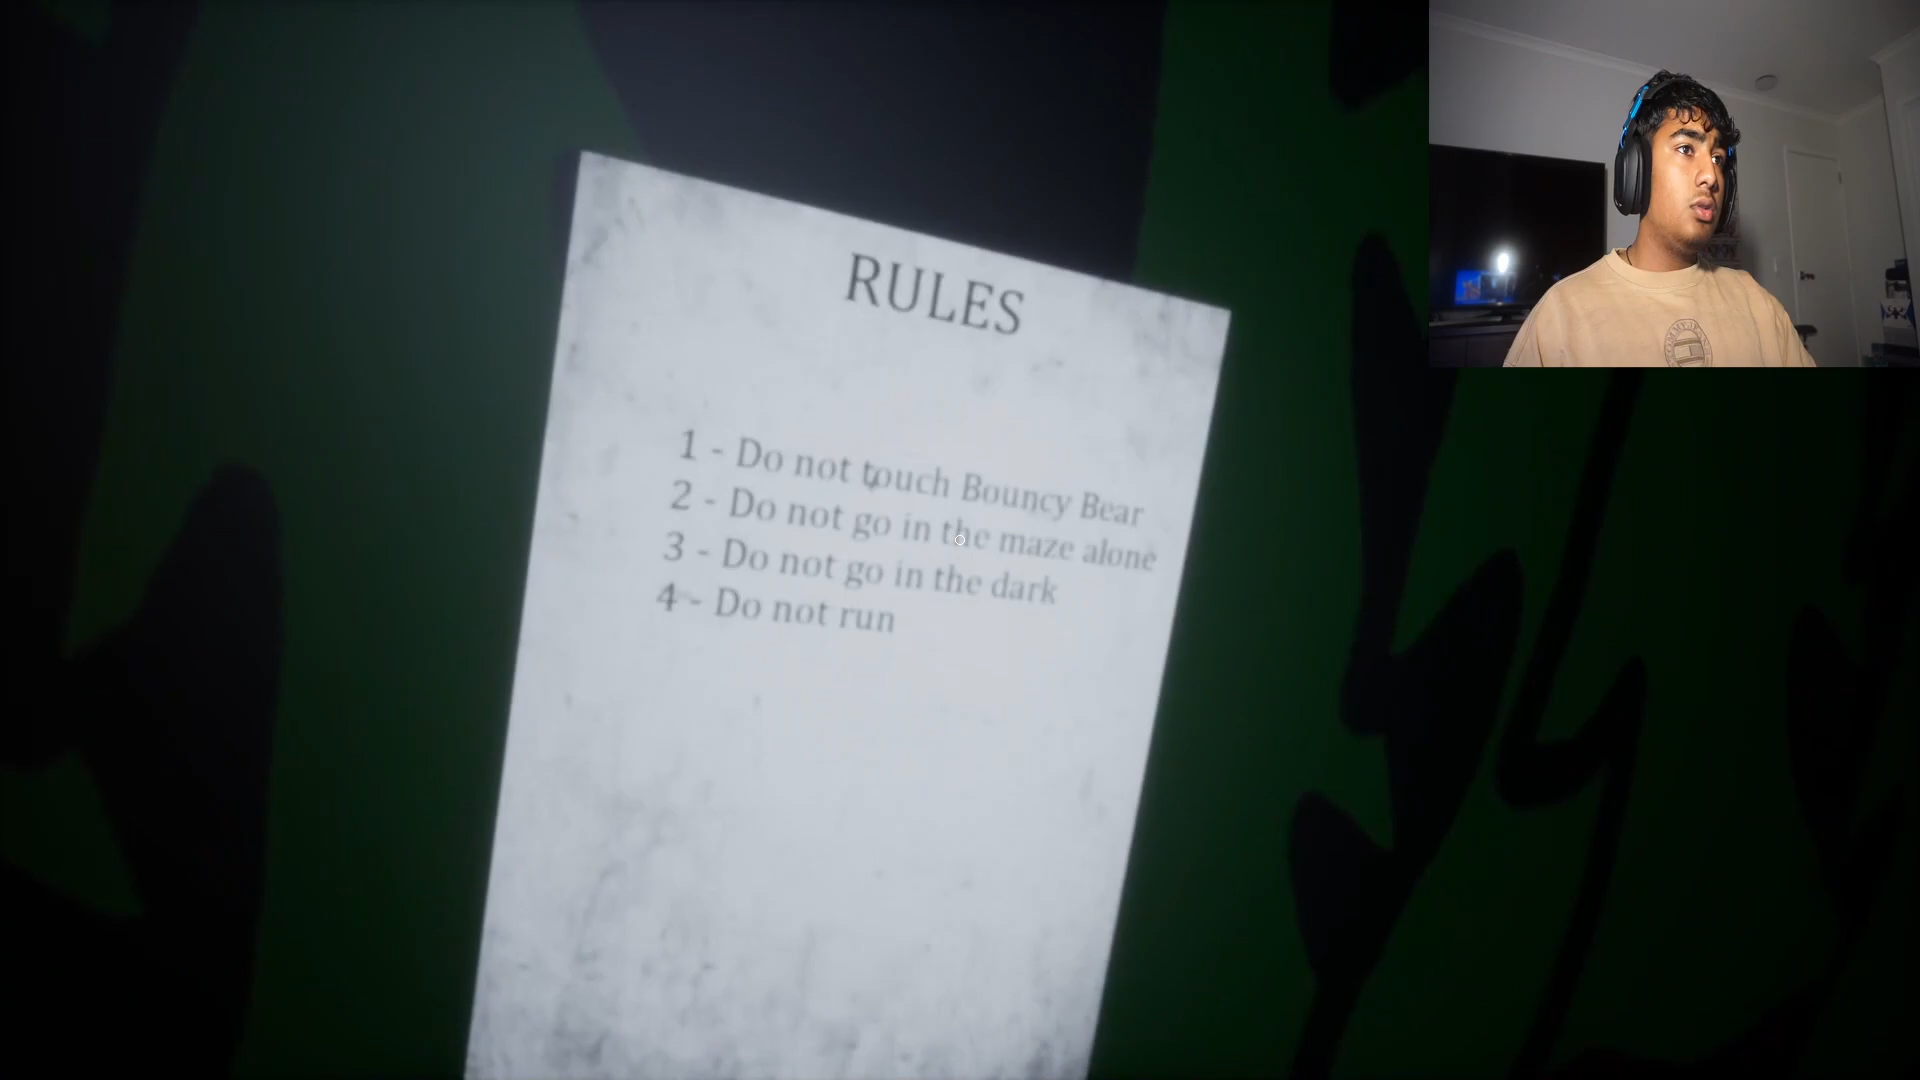 RULES
1 - Do not touch Bouncy Bear
2 - Do not go in the maze alone
3 - Do not go in the dark
4 - Do not run